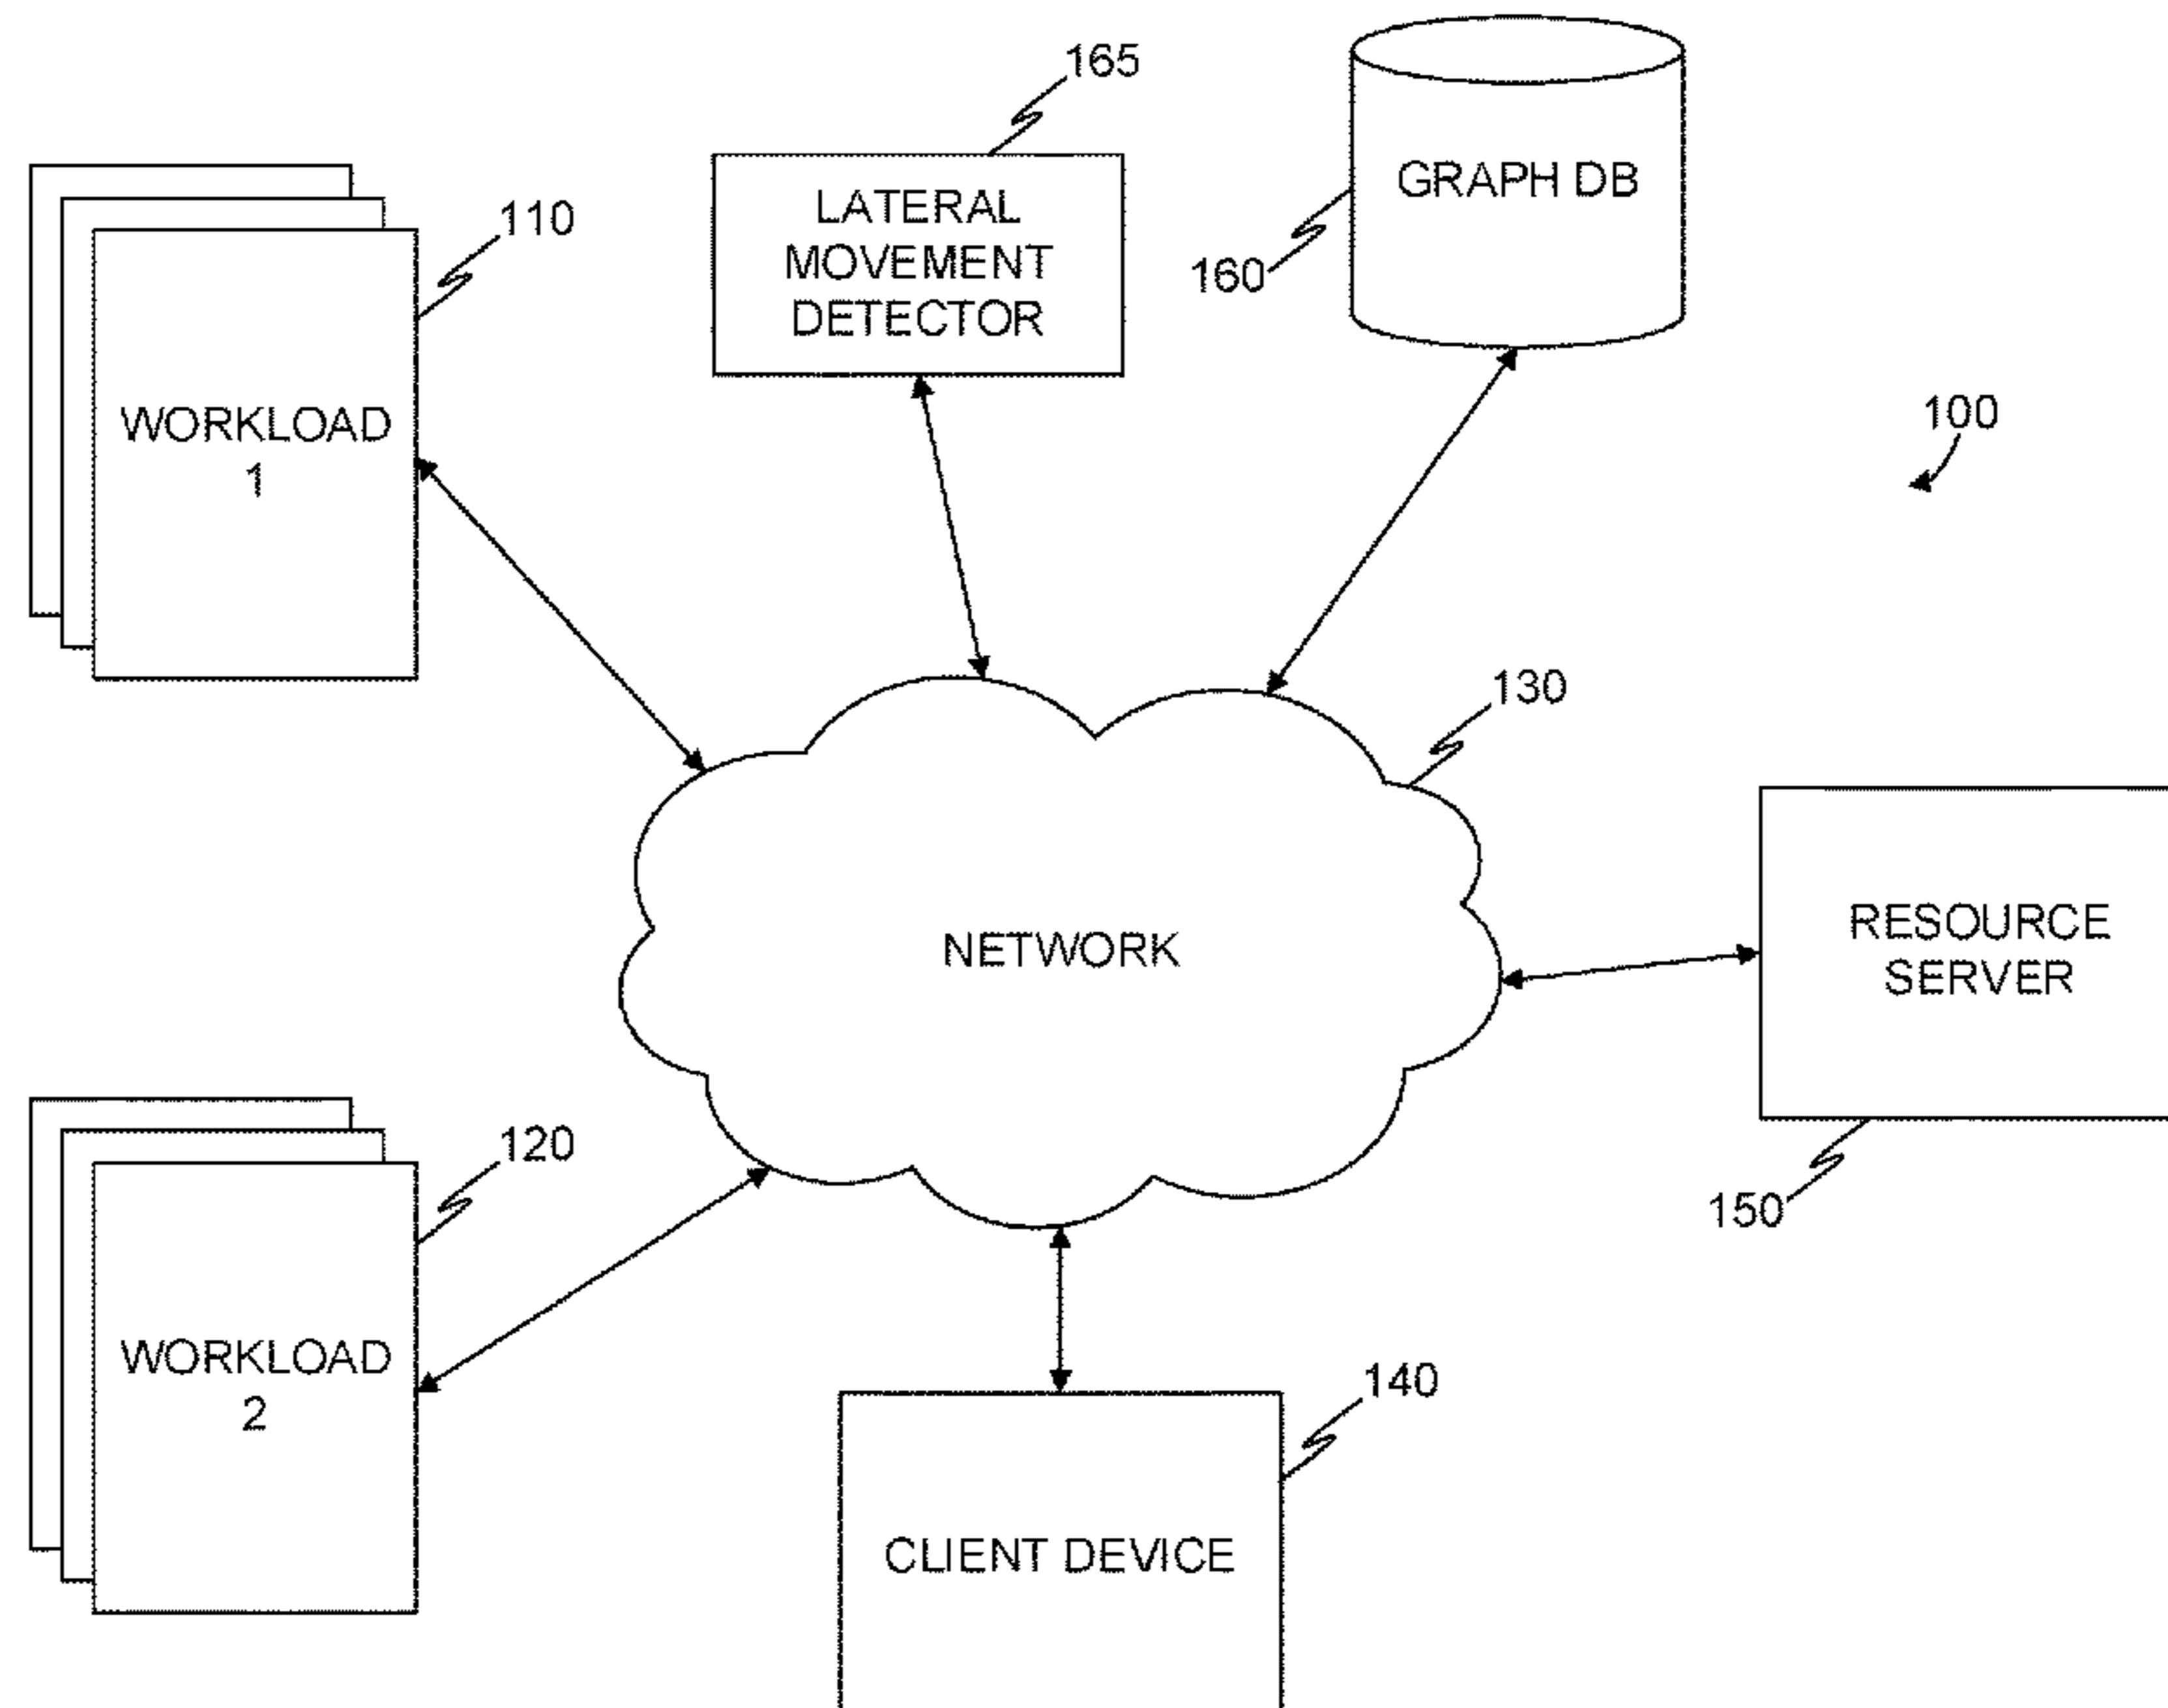 165
LATERAL
MOVEMENT
DETECTOR
GRAPH DB
160
110
WORKLOAD
1
100
130
NETWORK
RESOURCE
SERVER
150
120
WORKLOAD
2
140
CLIENT DEVICE